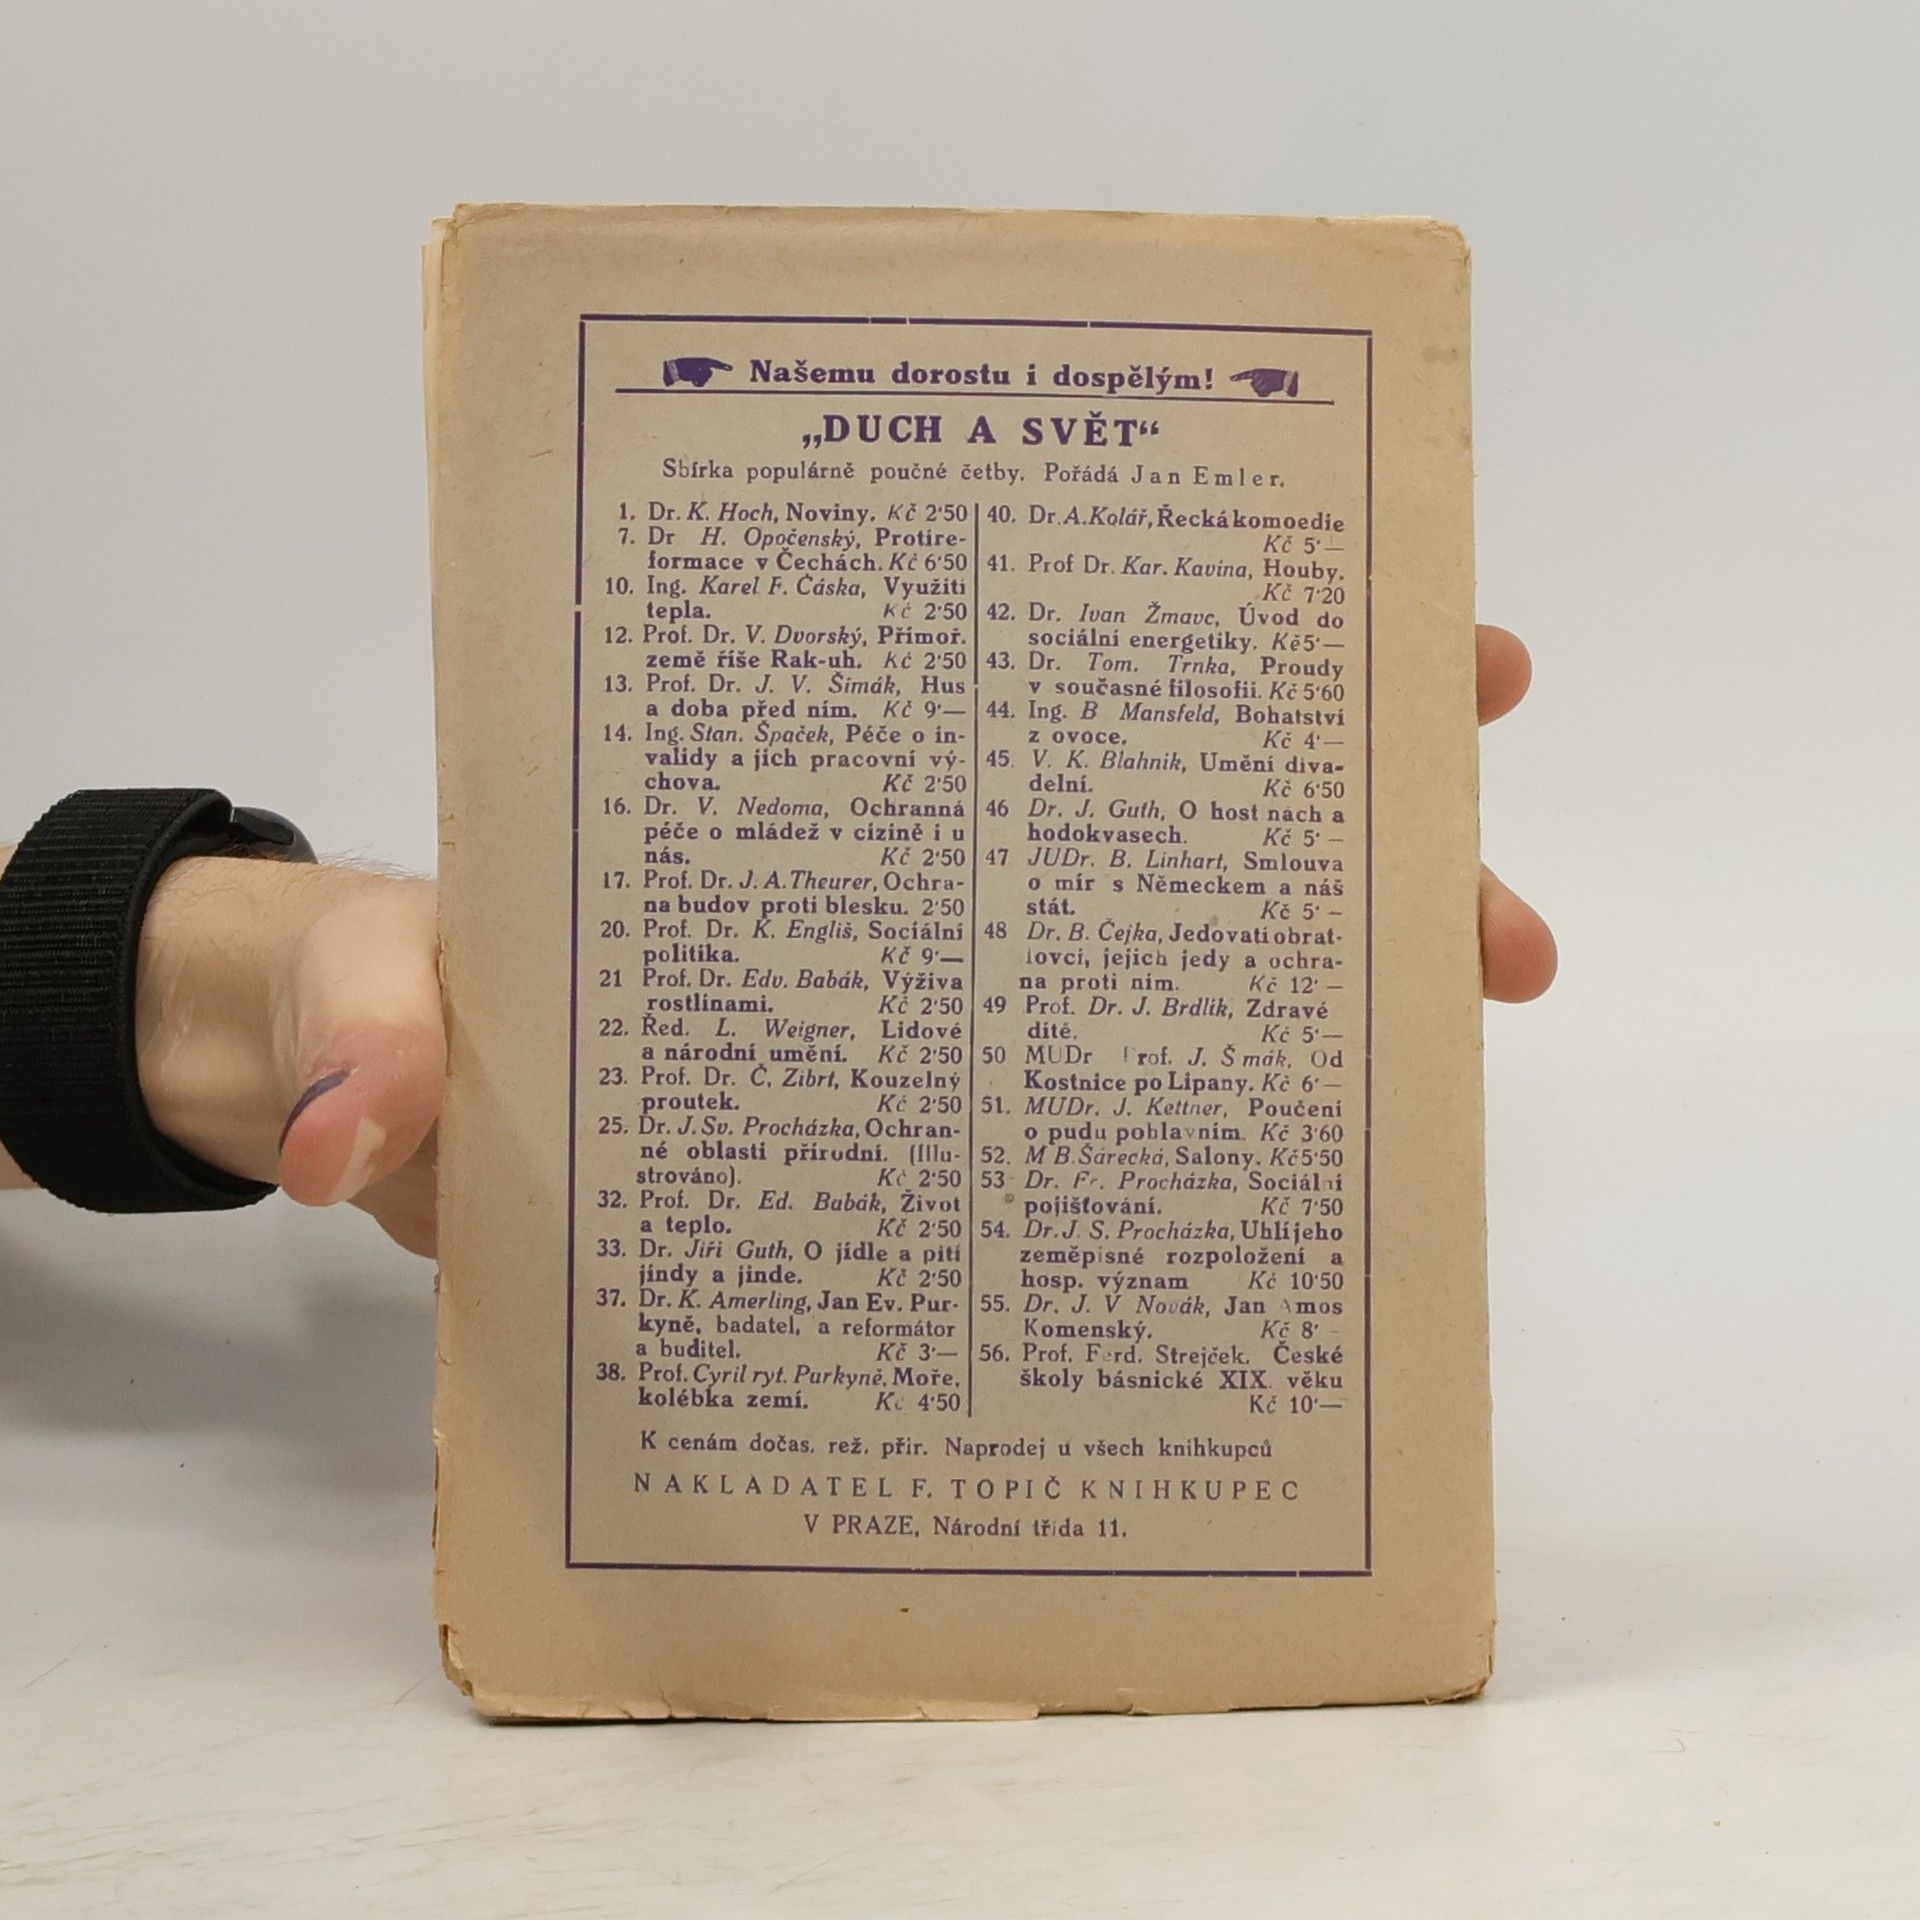 Našemu dorostu i dospělým!
„DUCH A SVĚT“
Sbírka populárně poučné četby. Pořádá Jan Emler.
1. Dr. K. Hoch, Noviny. Kč 2·50
7. Dr H. Opočenský, Protire-
formace v Čechách. Kč 6·50
10. Ing. Karel F. Čáska, Využití
tepla. Kč 2·50
12. Prof. Dr. V. Dvorský, Přímoř.
země říše Rak-uh. Kč 2·50
13. Prof. Dr. J. V. Šimák, Hus
a doba před ním. Kč 9·—
14. Ing. Stan. Špaček, Péče o in-
validy a jich pracovní vý-
chova. Kč 2·50
16. Dr. V. Nedoma, Ochranná
péče o mládež v cizině i u
nás. Kč 2·50
17. Prof. Dr. J. A. Theurer, Ochra-
na budov proti blesku. 2·50
20. Prof. Dr. K. Engliš, Sociální
politika. Kč 9·—
21 Prof. Dr. Edv. Babák, Výživa
rostlinami. Kč 2·50
22. Řed. L. Weigner, Lidové
a národní umění. Kč 2·50
23. Prof. Dr. Č. Zibrt, Kouzelný
proutek. Kč 2·50
25. Dr. J. Sv. Procházka, Ochran-
né oblasti přírodní. (Illu-
strováno). Kč 2·50
32. Prof. Dr. Ed. Babák, Život
a teplo. Kč 2·50
33. Dr. Jiří Guth, O jídle a pití
jindy a jinde. Kč 2·50
37. Dr. K. Amerling, Jan Ev. Pur-
kyně, badatel, a reformátor
a buditel. Kč 3·—
38. Prof. Cyril ryt. Purkyně, Moře,
kolébka zemí. Kč 4·50
40. Dr. A. Kolář, Řecká komoedie
Kč 5·—
41. Prof Dr. Kar. Kavina, Houby.
Kč 7·20
42. Dr. Ivan Žmavc, Úvod do
sociální energetiky. Kč 5·—
43. Dr. Tom. Trnka, Proudy
v současné filosofii. Kč 5·60
44. Ing. B Mansfeld, Bohatství
z ovoce. Kč 4·—
45. V. K. Blahník, Umění diva-
delní. Kč 6·50
46 Dr. J. Guth, O host nách a
hodokvasech. Kč 5·—
47 JUDr. B. Linhart, Smlouva
o mír s Německem a náš
stát. Kč 5·—
48 Dr. B. Čejka, Jedovatí obrat-
lovci, jejich jedy a ochra-
na proti nim. Kč 12·—
49 Prof. Dr. J. Brdlík, Zdravé
dítě. Kč 5·—
50 MUDr Prof. J. Š mák, Od
Kostnice po Lipany. Kč 6·—
51. MUDr. J. Kettner, Poučení
o pudu pohlavním. Kč 3·60
52. M B. Šárecká, Salony. Kč 5·50
53 Dr. Fr. Procházka, Sociální
pojišťování. Kč 7·50
54. Dr. J. S. Procházka, Uhlí jeho
zeměpisné rozpoložení a
hosp. význam Kč 10·50
55. Dr. J. V Novák, Jan Amos
Komenský. Kč 8·—
56. Prof. Ferd. Strejček. České
školy básnické XIX. věku
Kč 10·—
K cenám dočas. rež. přir. Naprodej u všech knihkupců
NAKLADATEL F. TOPIČ KNIHKUPEC
V PRAZE, Národní třída 11.